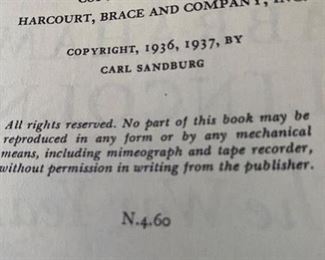 HARCOURT, BRACE AND COMPANY, INC.
COPYRIGHT, 1936, 1937, BY
CARL SANDBURG
All rights reserved. No part of this book may be
reproduced in any form or by any mechanical
means, including mimeograph and tape recorder,
without permission in writing from the publisher.
N.4.60